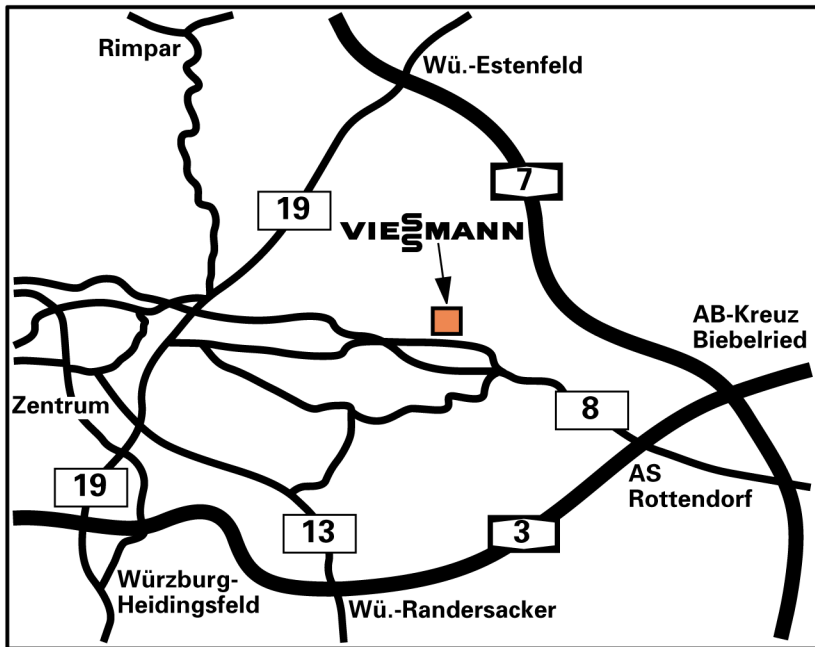 Rimpar
Wü.-Estenfeld
7
19
VIESSMANN
AB-Kreuz
Biebelried
Zentrum
8
19
AS
Rottendorf
13
3
Würzburg-
Heidingsfeld
Wü.-Randersacker